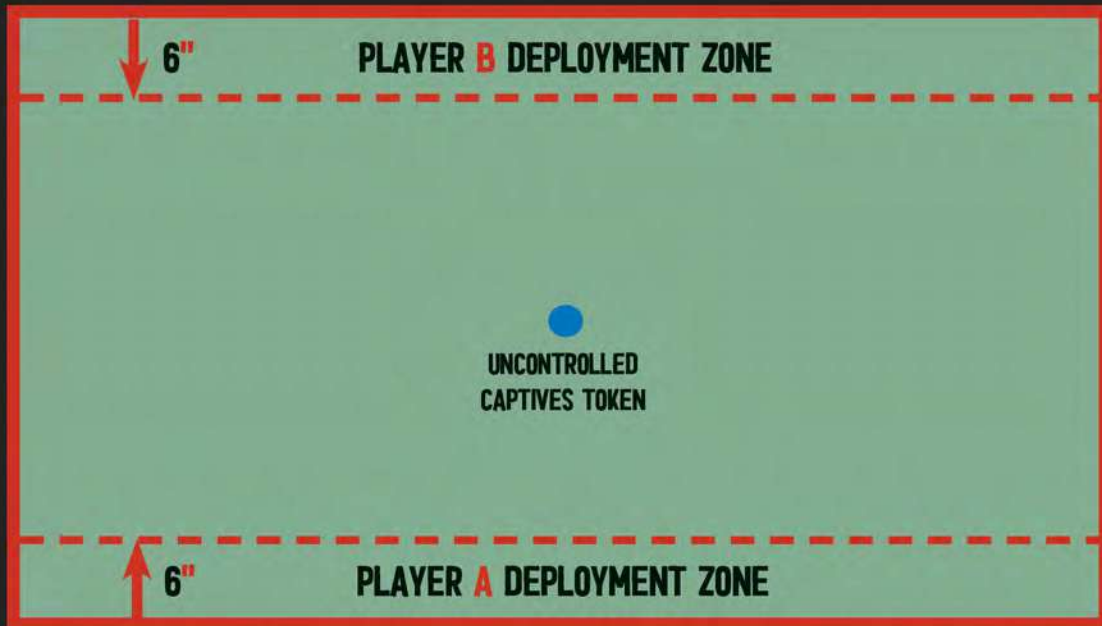 6"
PLAYER B DEPLOYMENT ZONE
UNCONTROLLED
CAPTIVES TOKEN
6"
PLAYER A DEPLOYMENT ZONE